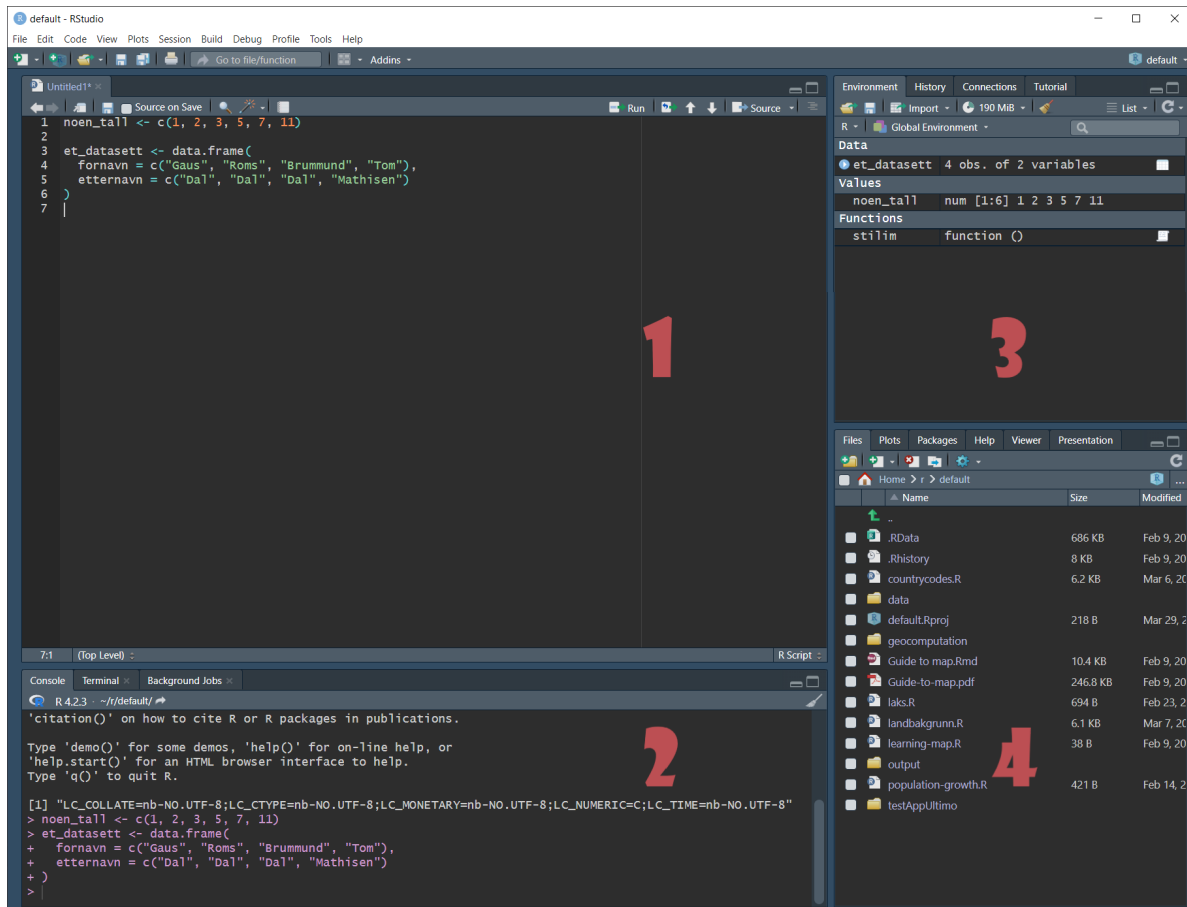 default - RStudio
File Edit Code View Plots Session Build Debug Profile Tools Help
Go to file/function Addins default
Untitled1*
Source on Save Run Source
1 noen_tall <- c(1, 2, 3, 5, 7, 11)
2
3 et_datasett <- data.frame(
4 fornavn = c("Gaus", "Roms", "Brummund", "Tom"),
5 etternavn = c("Dal", "Dal", "Dal", "Mathisen")
6 )
7
1
7:1 (Top Level) R Script
Console Terminal Background Jobs
R 4.2.3 · ~/r/default/
'citation()' on how to cite R or R packages in publications.
Type 'demo()' for some demos, 'help()' for on-line help, or
'help.start()' for an HTML browser interface to help.
Type 'q()' to quit R.
[1] "LC_COLLATE=nb-NO.UTF-8;LC_CTYPE=nb-NO.UTF-8;LC_MONETARY=nb-NO.UTF-8;LC_NUMERIC=C;LC_TIME=nb-NO.UTF-8"
> noen_tall <- c(1, 2, 3, 5, 7, 11)
> et_datasett <- data.frame(
+ fornavn = c("Gaus", "Roms", "Brummund", "Tom"),
+ etternavn = c("Dal", "Dal", "Dal", "Mathisen")
+ )
>
2
Environment History Connections Tutorial
Import 190 MiB List
R Global Environment
Data
et_datasett 4 obs. of 2 variables
Values
noen_tall num [1:6] 1 2 3 5 7 11
Functions
stilim function ()
3
Files Plots Packages Help Viewer Presentation
Home > r > default ...
Name Size Modified
..
.RData 686 KB Feb 9, 20
.Rhistory 8 KB Feb 9, 20
countrycodes.R 6.2 KB Mar 6, 20
data
default.Rproj 218 B Mar 29, 2
geocomputation
Guide to map.Rmd 10.4 KB Feb 9, 20
Guide-to-map.pdf 246.8 KB Feb 9, 20
laks.R 694 B Feb 23, 2
landbakgrunn.R 6.1 KB Mar 7, 20
learning-map.R 38 B Feb 9, 20
output
population-growth.R 421 B Feb 14, 2
testAppUltimo
4